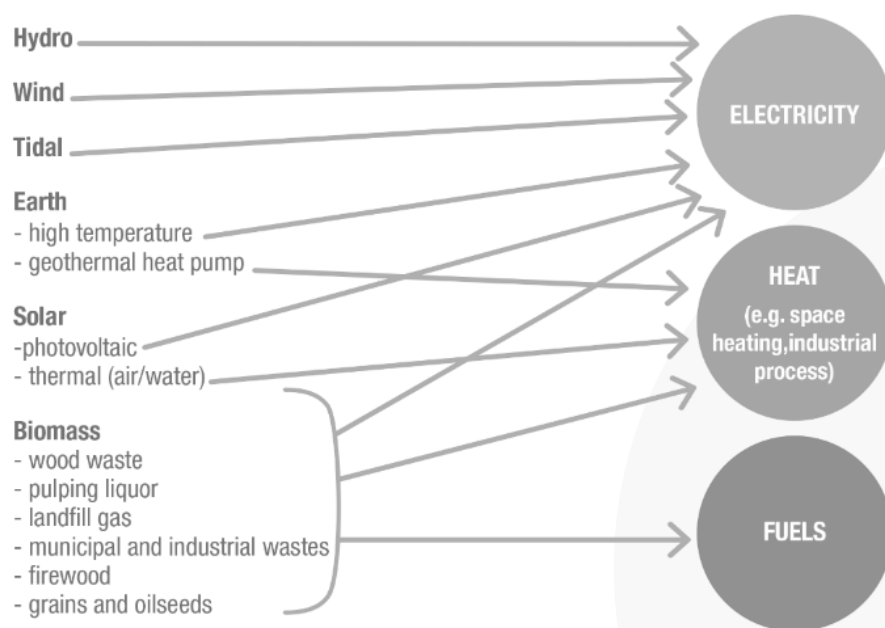 Hydro
Wind
Tidal
Earth
- high temperature
- geothermal heat pump
Solar
-photovoltaic
- thermal (air/water)
Biomass
- wood waste
- pulping liquor
- landfill gas
- municipal and industrial wastes
- firewood
- grains and oilseeds
ELECTRICITY
HEAT
(e.g. space
heating,industrial
process)
FUELS